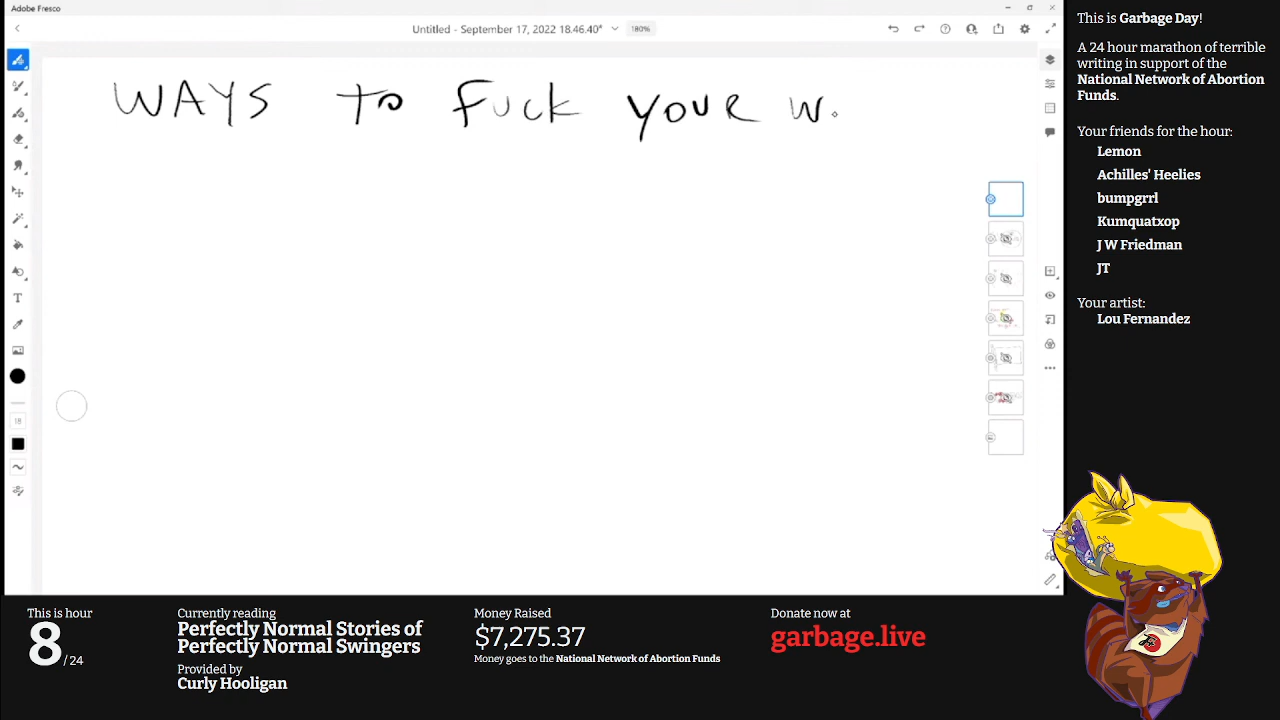 Adobe Fresco
Untitled - September 17, 2022 18.46.40*
180%
WAYS to FUCK YOUR W
18
This is Garbage Day!
A 24 hour marathon of terrible
writing in support of the
National Network of Abortion
Funds.
Your friends for the hour:
Lemon
Achilles' Heelies
bumpgrrl
Kumquatxop
J W Friedman
JT
Your artist:
Lou Fernandez
This is hour
8/24
Currently reading
Perfectly Normal Stories of
Perfectly Normal Swingers
Provided by
Curly Hooligan
Money Raised
$7,275.37
Money goes to the National Network of Abortion Funds
Donate now at
garbage.live